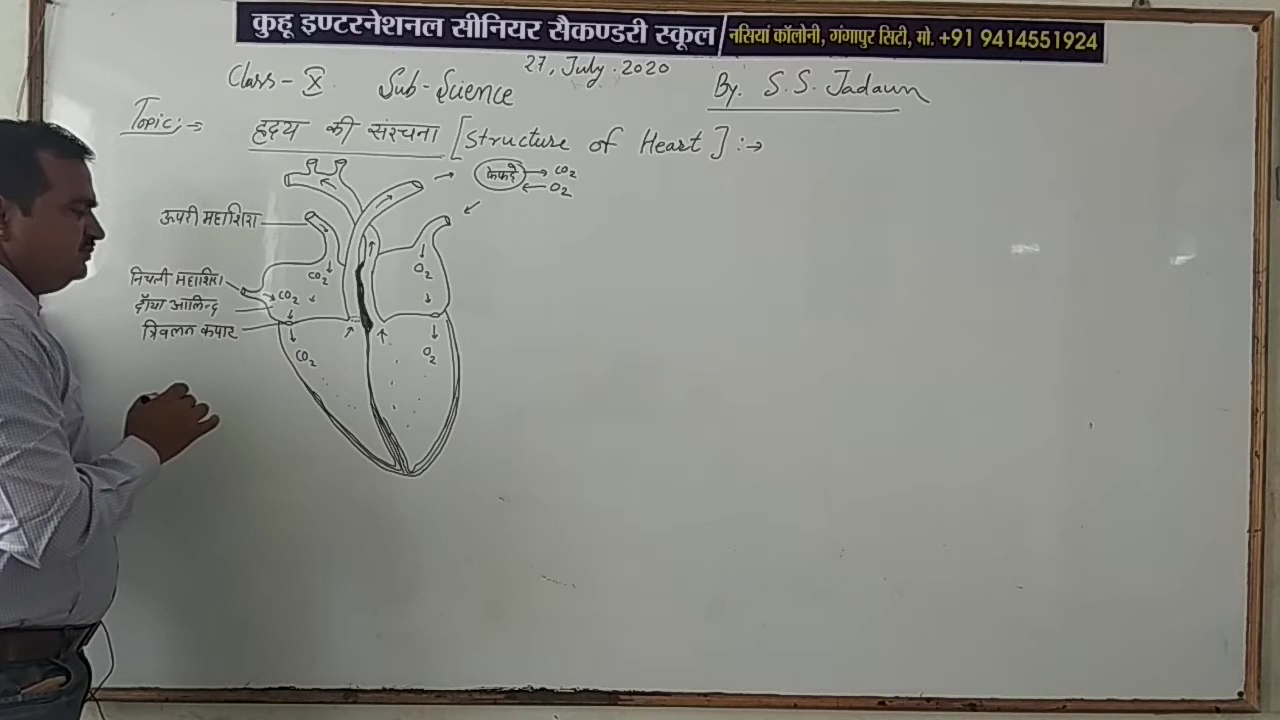 कुहू इण्टरनेशनल सीनियर सैकण्डरी स्कूल नसियां कॉलोनी, गंगापुर सिटी, मो. +91 9414551924
27, July. 2020
Class - X Sub - Science By. S. S. Jadaun
Topic:→ हृदय की संरचना [Structure of Heart] :→
फेफड़े → CO2
← O2
ऊपरी महाशिरा
CO2
O2
निचली महाशिरा
CO2
दाँया आलिन्द
त्रिवलन कपाट
CO2
O2